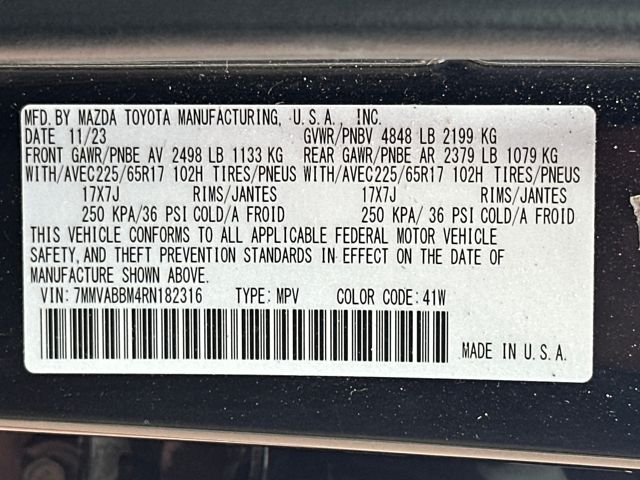 MFD. BY MAZDA TOYOTA MANUFACTURING, U.S.A., INC.
DATE 11/23 GVWR/PNBV 4848 LB 2199 KG
FRONT GAWR/PNBE AV 2498 LB 1133 KG REAR GAWR/PNBE AR 2379 LB 1079 KG
WITH/AVEC225/65R17 102H TIRES/PNEUS WITH/AVEC225/65R17 102H TIRES/PNEUS
17X7J RIMS/JANTES 17X7J RIMS/JANTES
250 KPA/36 PSI COLD/A FROID 250 KPA/ 36 PSI COLD/A FROID
THIS VEHICLE CONFORMS TO ALL APPLICABLE FEDERAL MOTOR VEHICLE
SAFETY, AND THEFT PREVENTION STANDARDS IN EFFECT ON THE DATE OF
MANUFACTURE SHOWN ABOVE.
VIN: 7MMVABBM4RN182316 TYPE: MPV COLOR CODE: 41W
MADE IN U.S.A.